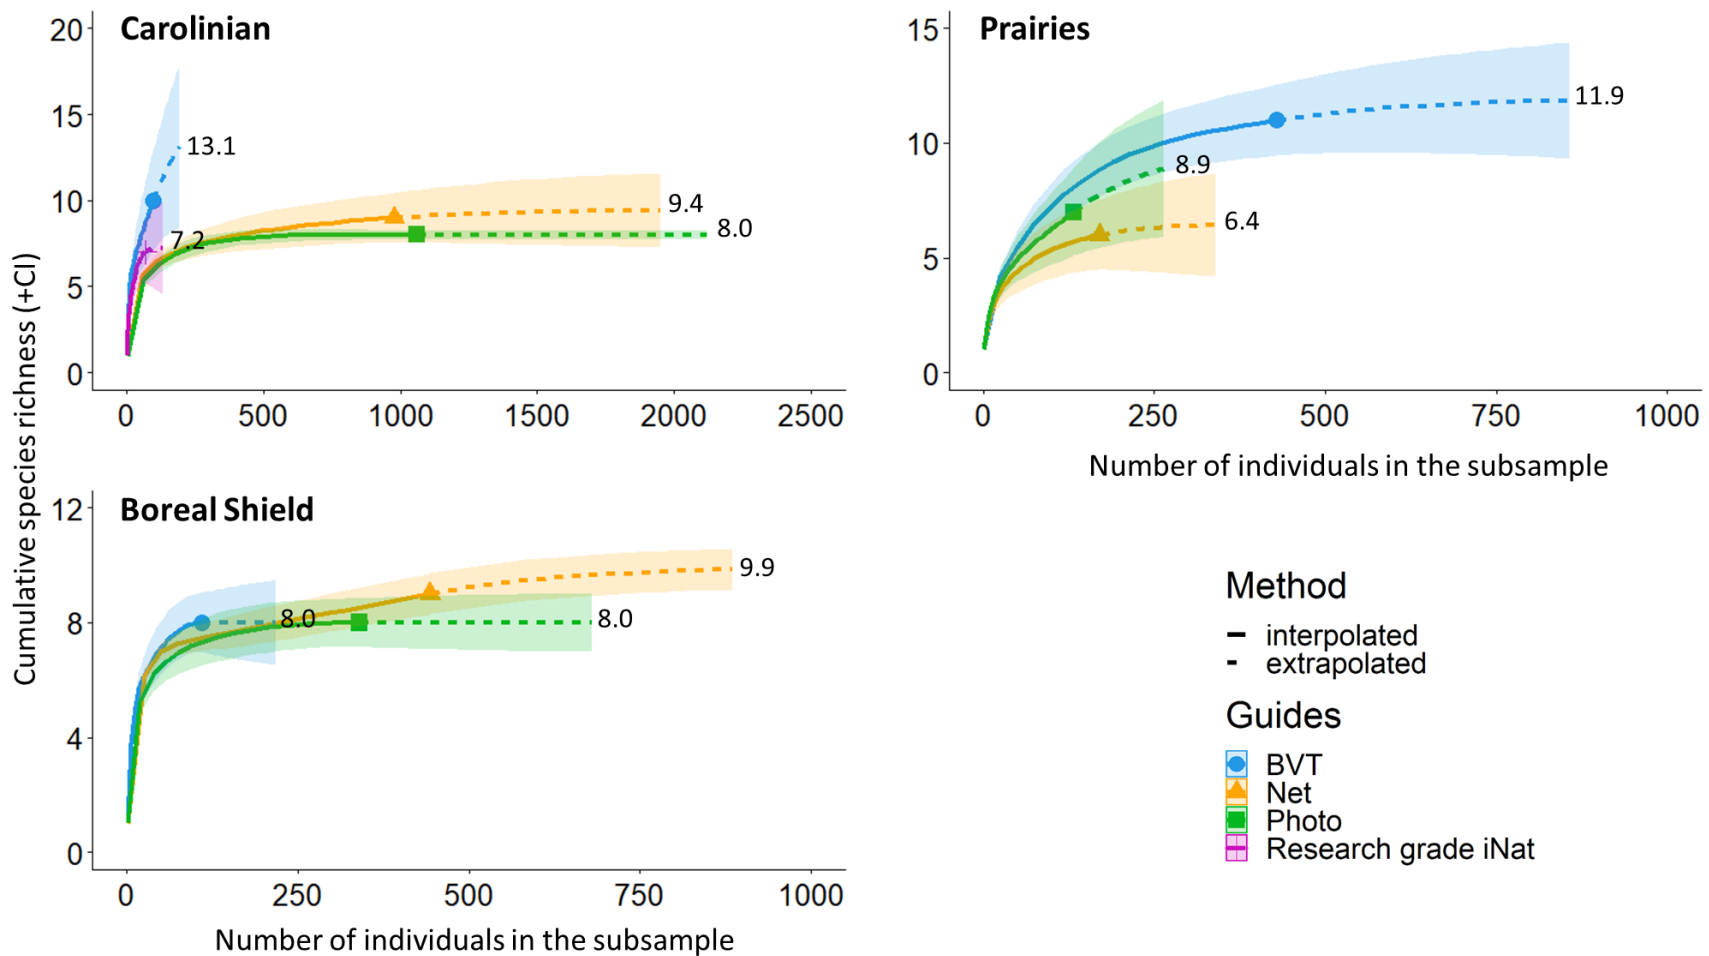 Cumulative species richness (+CI)
Carolinian
20
15
10
5
0
13.1
7.2
9.4
8.0
0 500 1000 1500 2000 2500
Prairies
15
10
5
0
11.9
8.9
6.4
0 250 500 750 1000
Number of individuals in the subsample
Boreal Shield
12
8
4
0
9.9
8.0
8.0
0 250 500 750 1000
Number of individuals in the subsample
Method
interpolated
extrapolated
Guides
BVT
Net
Photo
Research grade iNat